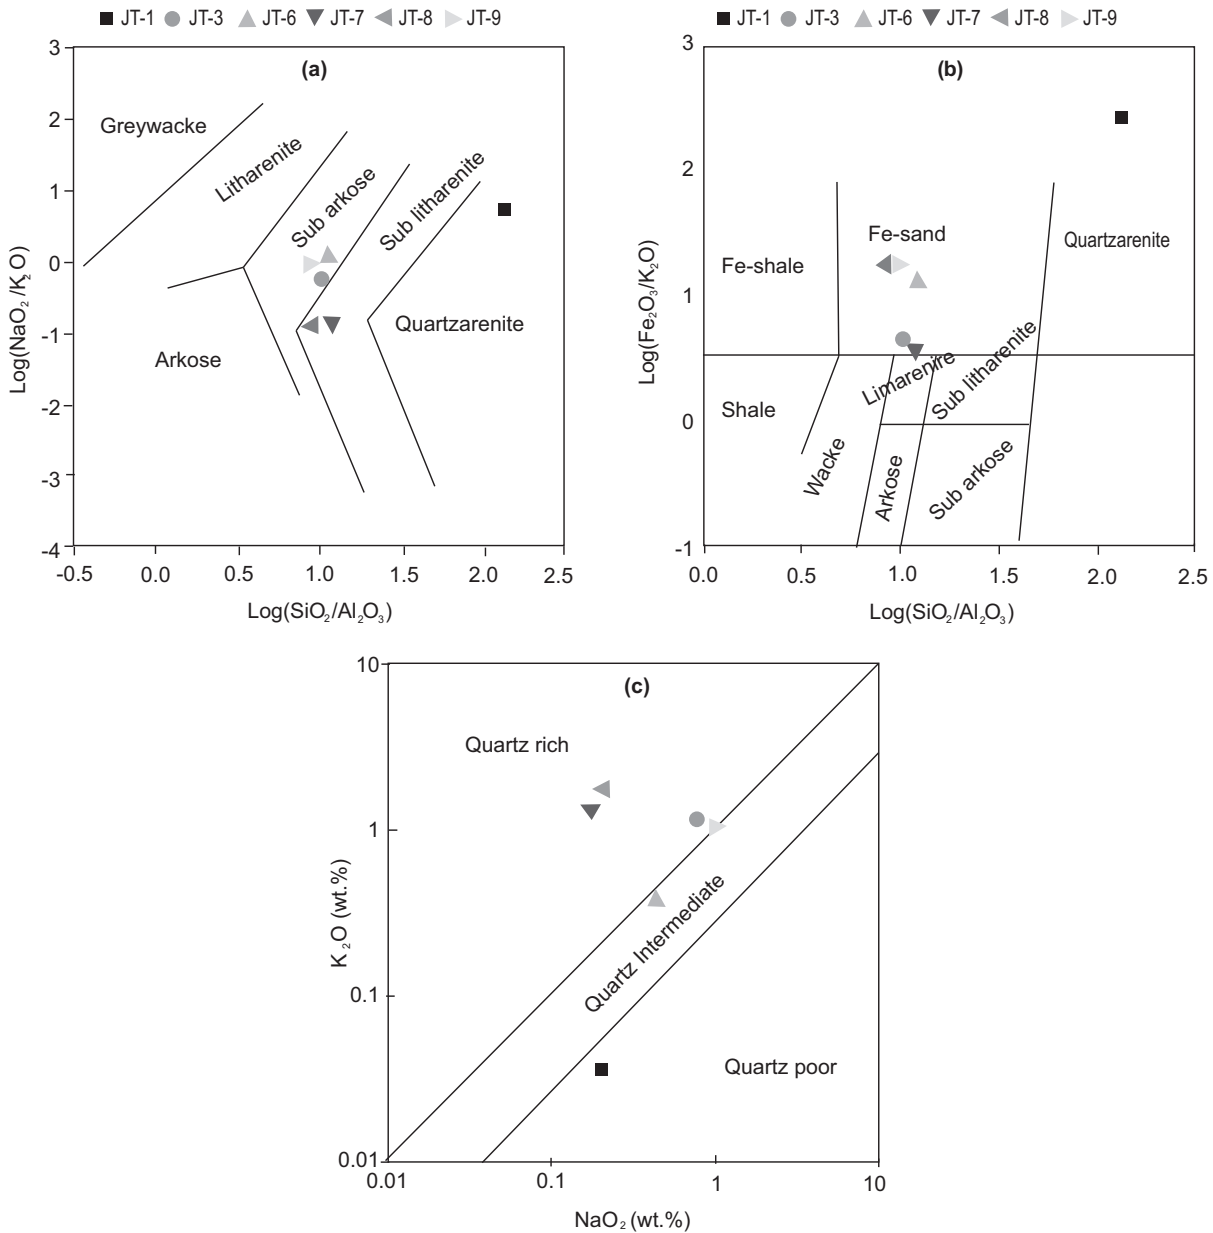 JT-1 JT-3 JT-6 JT-7 JT-8 JT-9
(a)
3
2
1
0
-1
-2
-3
-4
Log(NaO₂/K₂O)
Greywacke
Litharenite
Sub arkose
Sub litharenite
Quartzarenite
Arkose
-0.5 0.0 0.5 1.0 1.5 2.0 2.5
Log(SiO₂/Al₂O₃)
JT-1 JT-3 JT-6 JT-7 JT-8 JT-9
(b)
3
2
1
0
-1
Log(Fe₂O₃/K₂O)
Fe-sand
Quartzarenite
Fe-shale
Limarenire
Sub litharenite
Shale
Wacke
Arkose
Sub arkose
0.0 0.5 1.0 1.5 2.0 2.5
Log(SiO₂/Al₂O₃)
(c)
10
1
0.1
0.01
K₂O (wt.%)
Quartz rich
Quartz Intermediate
Quartz poor
0.01 0.1 1 10
NaO₂ (wt.%)